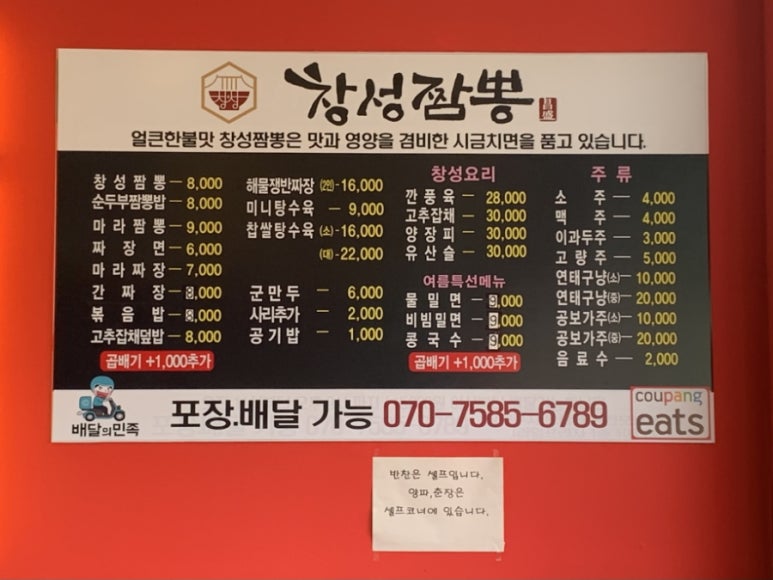 창성
창성짬뽕
昌盛
얼큰한불맛 창성짬뽕은 맛과 영양을 겸비한 시금치면을 품고 있습니다.
창성짬뽕 — 8,000
순두부짬뽕밥 — 8,000
마라짬뽕 — 9,000
짜장면 — 6,000
마라짜장 — 7,000
간짜장 — 8,000
볶음밥 — 8,000
고추잡채덮밥 — 8,000
곱배기 +1,000추가
해물쟁반짜장 (2인) - 16,000
미니탕수육 — 9,000
찹쌀탕수육 (소) - 16,000
(대) - 22,000
군만두 — 6,000
사리추가 — 2,000
공기밥 — 1,000
창성요리
깐풍육 — 28,000
고추잡채 — 30,000
양장피 — 30,000
유산슬 — 30,000
여름특선메뉴
물밀면 — 9,000
비빔밀면 — 9,000
콩국수 — 9,000
곱배기 +1,000추가
주류
소주 — 4,000
맥주 — 4,000
이과두주 — 3,000
고량주 — 5,000
연태구냥(소) — 10,000
연태구냥(중) — 20,000
공보가주(소) — 10,000
공보가주(중) — 20,000
음료수 — 2,000
배달의민족
포장.배달 가능 070-7585-6789
coupang
eats
반찬은 셀프입니다.
양파,춘장은
셀프코너에 있습니다.